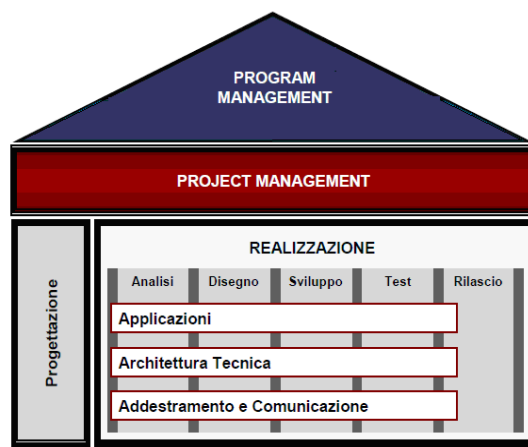 PROGRAM
MANAGEMENT
PROJECT MANAGEMENT
Progettazione
REALIZZAZIONE
Analisi Disegno Sviluppo Test Rilascio
Applicazioni
Architettura Tecnica
Addestramento e Comunicazione